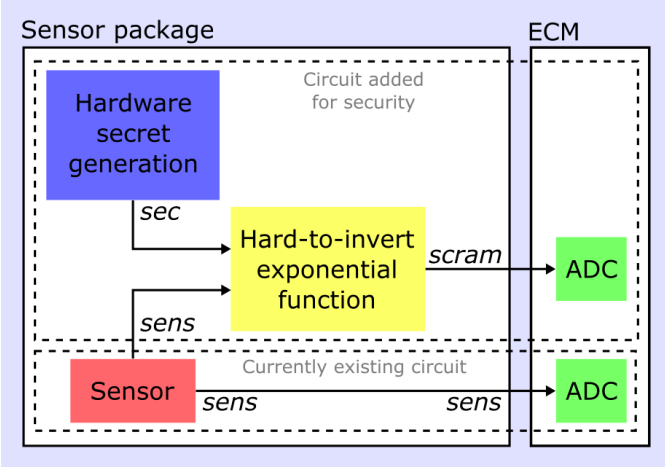 Sensor package
ECM
Circuit added
for security
Hardware
secret
generation
sec
Hard-to-invert
exponential
function
scram
ADC
sens
Currently existing circuit
Sensor
sens
sens
ADC